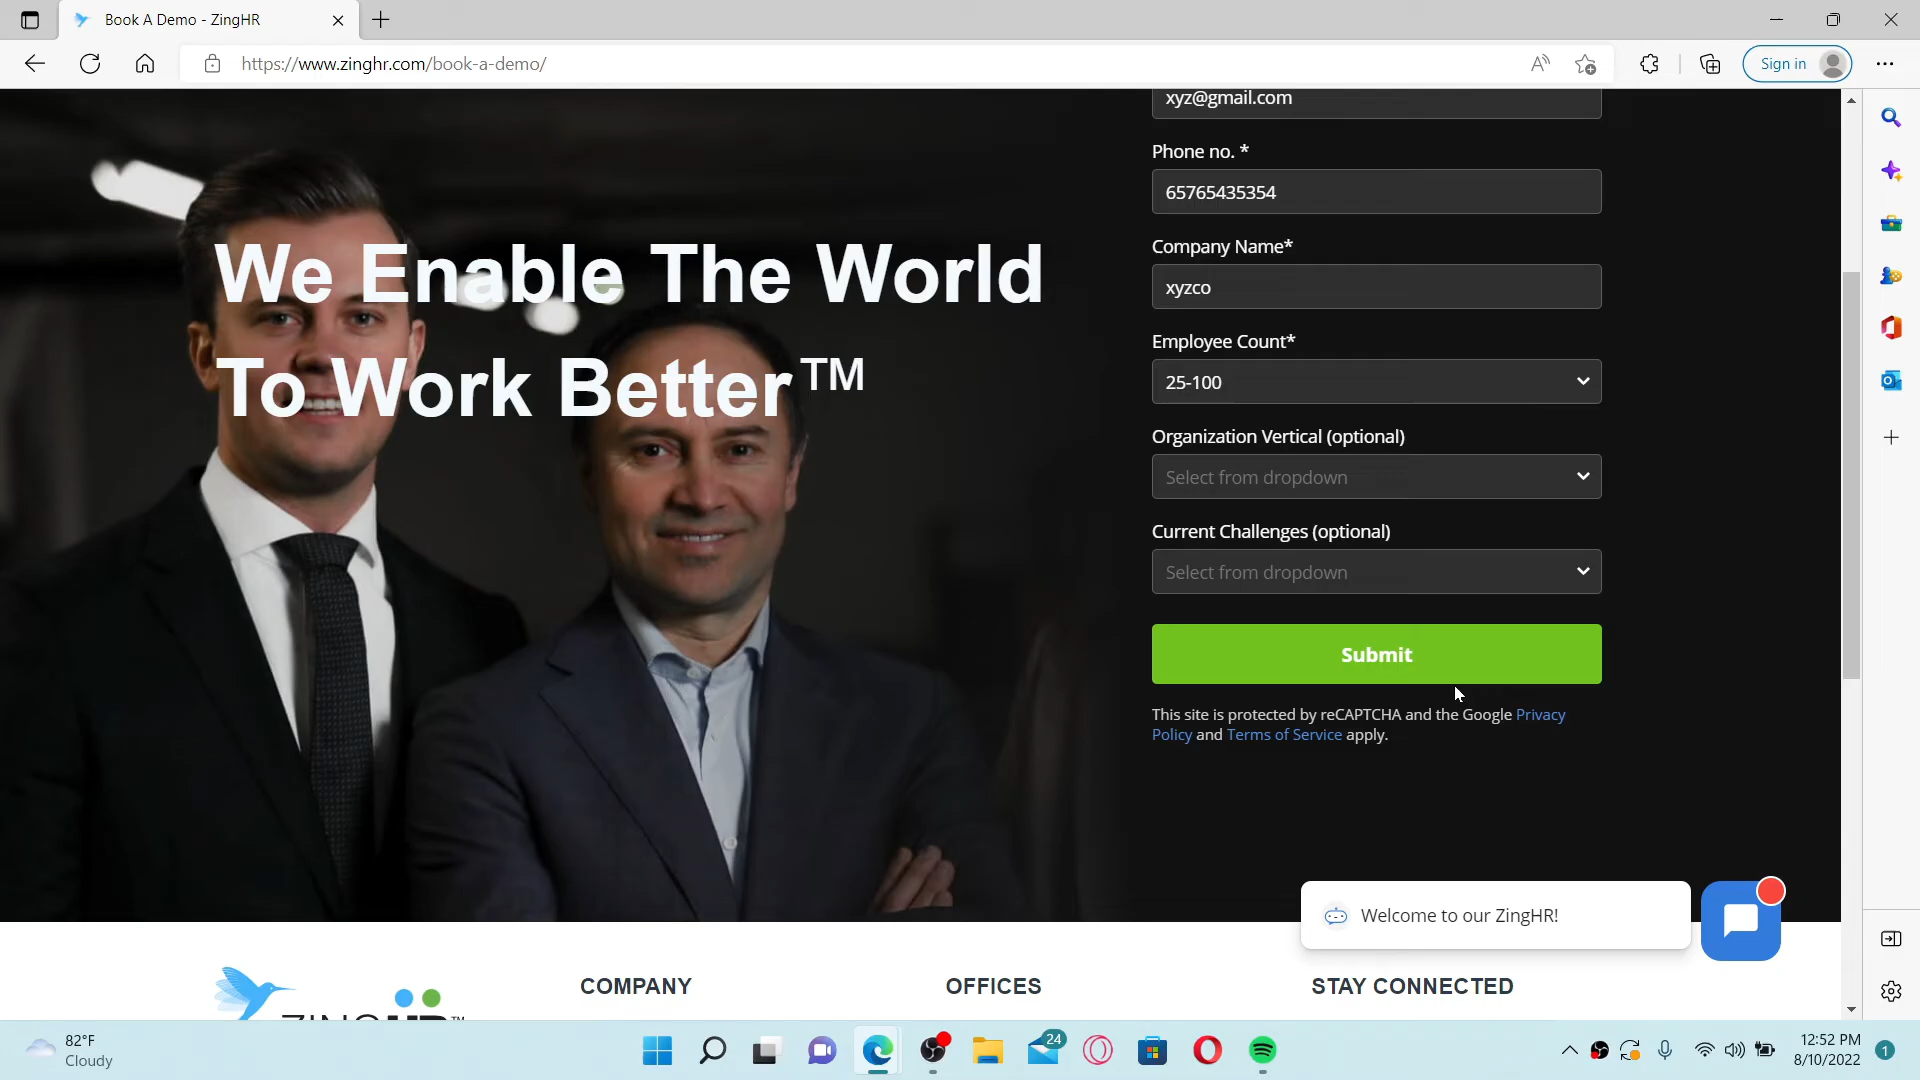 Book A Demo - ZingHR
https://www.zinghr.com/book-a-demo/
Sign in
xyz@gmail.com
Phone no. *
65765435354
Company Name*
xyzco
Employee Count*
25-100
Organization Vertical (optional)
Select from dropdown
Current Challenges (optional)
Select from dropdown
Submit
This site is protected by reCAPTCHA and the Google Privacy
Policy and Terms of Service apply.
We Enable The World
To Work Better™
Welcome to our ZingHR!
COMPANY
OFFICES
STAY CONNECTED
82°F
Cloudy
24
12:52 PM
8/10/2022
1